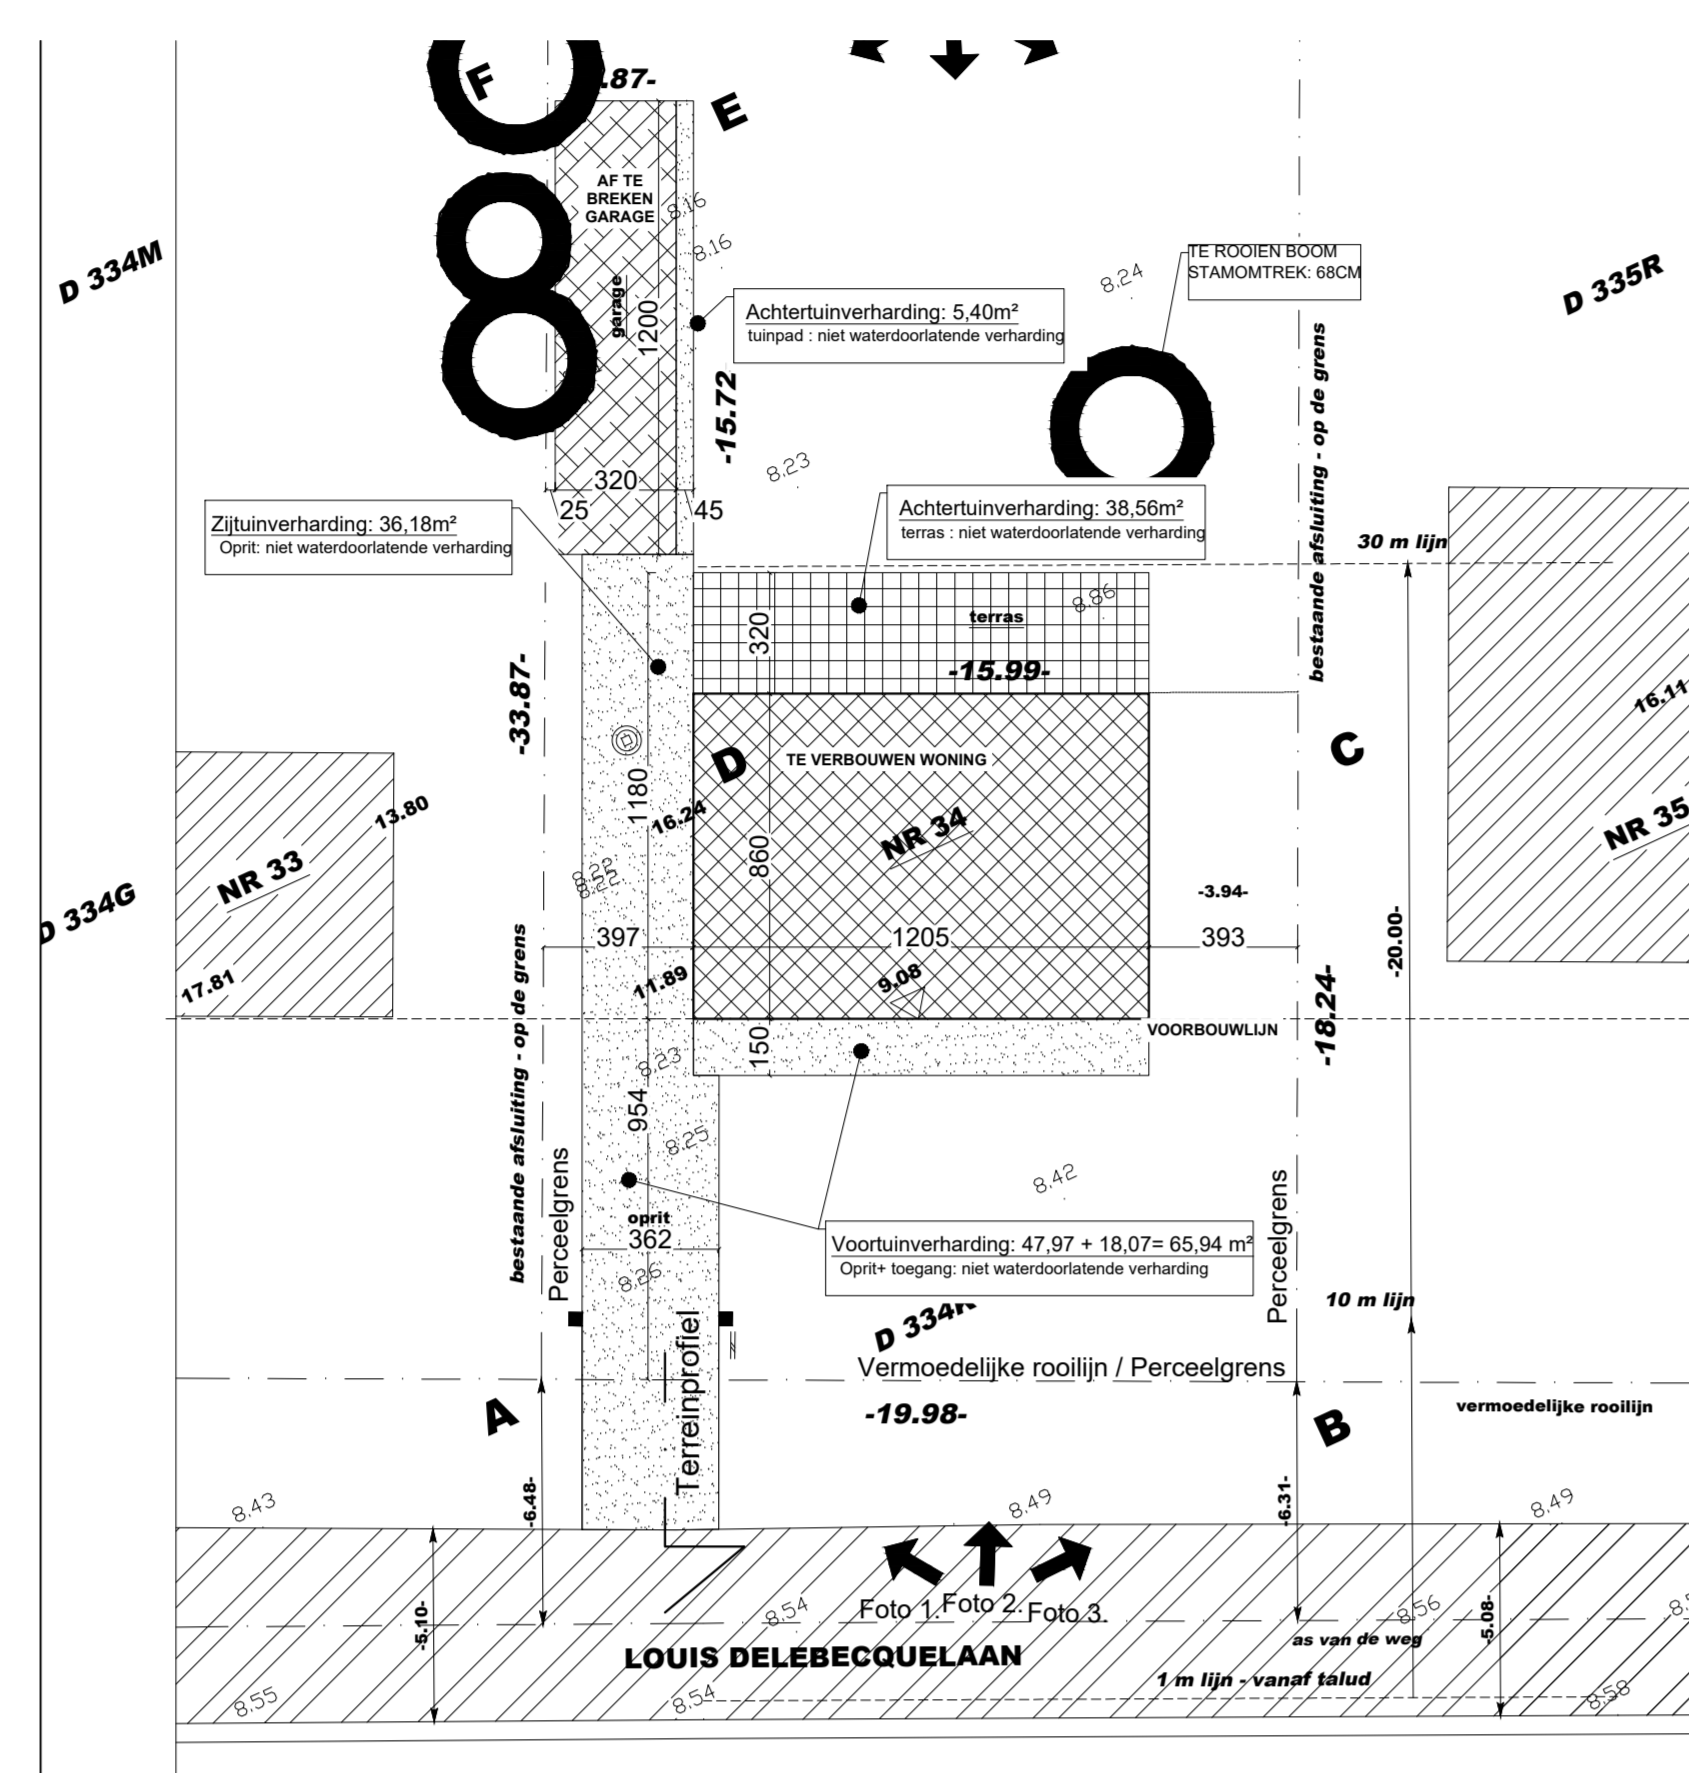 F
.87-
E
AF TE
BREKEN
GARAGE
8.16
8.16
D 334M
garage
1200
Achtertuinverharding: 5,40m²
tuinpad : niet waterdoorlatende verharding
8.24
TE ROOIEN BOOM
STAMOMTREK: 68CM
D 335R
-15.72
8.23
bestaande afsluiting - op de grens
320
25
45
Zijtuinverharding: 36,18m²
Oprit: niet waterdoorlatende verharding
Achtertuinverharding: 38,56m²
terras : niet waterdoorlatende verharding
30 m lijn
8.86
320
terras
-15.99-
-33.87-
16.11
D
TE VERBOUWEN WONING
C
1180
13.80
16.24
NR 34
NR 35
NR 33
860
8.22
8.22
-3.94-
D 334G
-20.00-
397
1205
393
17.81
11.89
9.08
-18.24-
bestaande afsluiting - op de grens
150
VOORBOUWLIJN
8.23
954
8.25
8.42
Perceelgrens
Perceelgrens
oprit
362
Voortuinverharding: 47,97 + 18,07= 65,94 m²
Oprit+ toegang: niet waterdoorlatende verharding
8.26
10 m lijn
D 334K
Terreinprofiel
Vermoedelijke rooilijn / Perceelgrens
A
-19.98-
B
vermoedelijke rooilijn
-6.48-
-6.31-
8.43
8.49
8.49
-5.10-
8.54
Foto 1.
Foto 2.
Foto 3.
8.56
-5.08-
LOUIS DELEBECQUELAAN
as van de weg
1 m lijn - vanaf talud
8.55
8.54
8.58